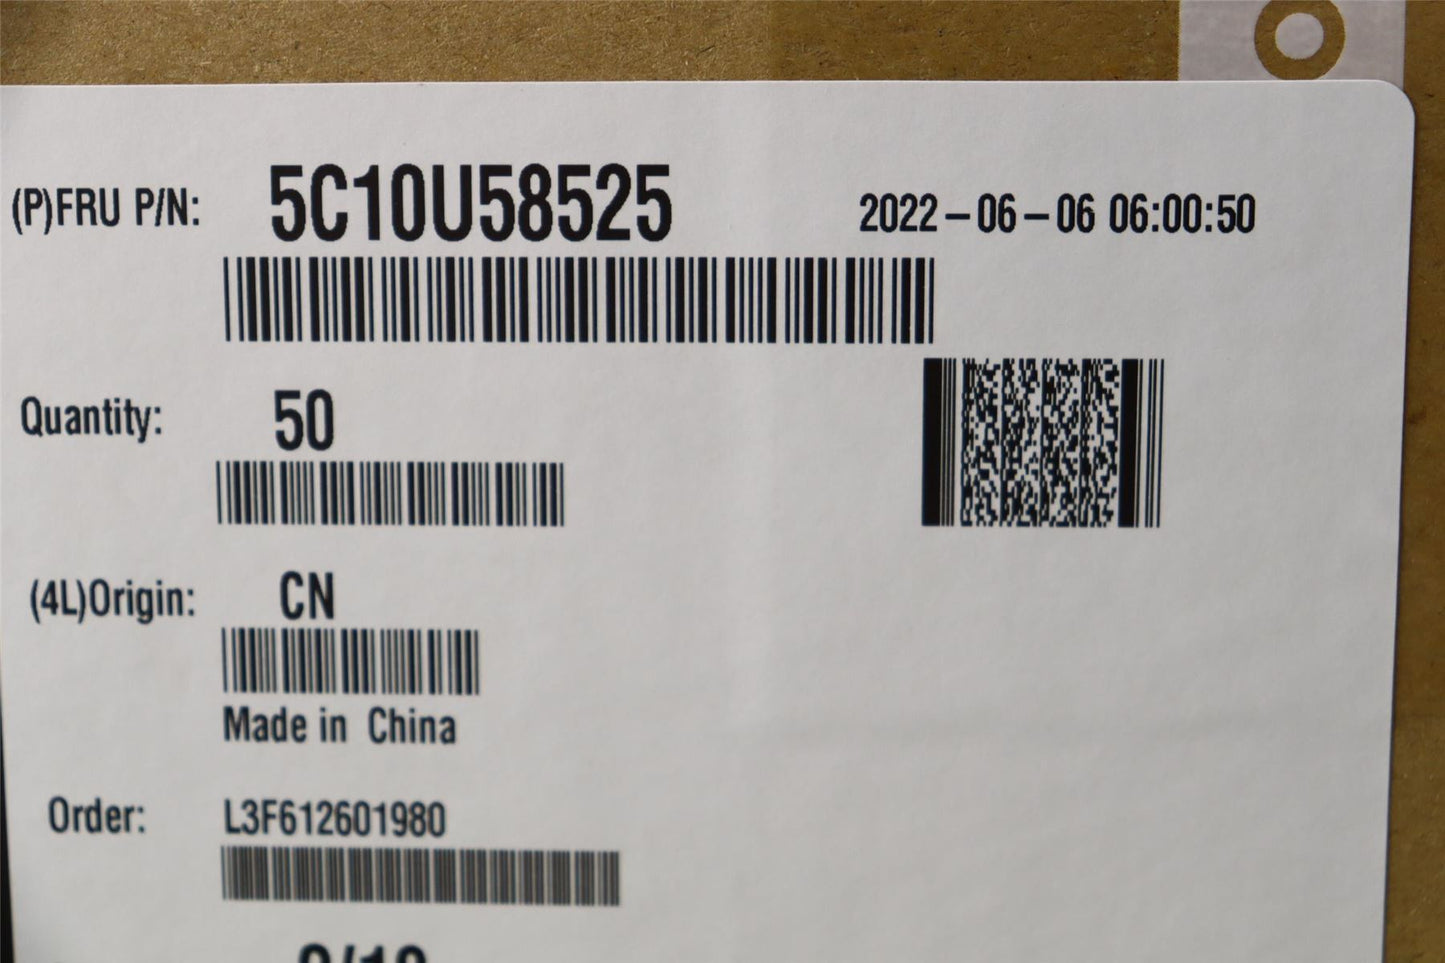 (P)FRU P/N: 5C10U58525 2022-06-06 06:00:50
Quantity: 50
(4L)Origin: CN
Made in China
Order: L3F612601980